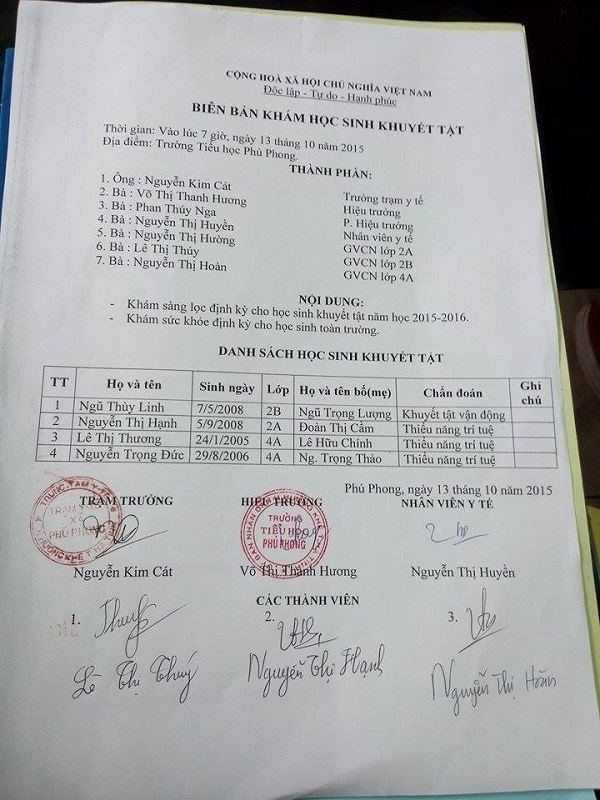 CỘNG HOÀ XÃ HỘI CHỦ NGHĨA VIỆT NAM
Độc lập - Tự do - Hạnh phúc
BIÊN BẢN KHÁM HỌC SINH KHUYẾT TẬT
Thời gian: Vào lúc 7 giờ, ngày 13 tháng 10 năm 2015
Địa điểm: Trường Tiểu học Phú Phong.
THÀNH PHẦN:
1. Ông : Nguyễn Kim Cát Trưởng trạm y tế
2. Bà : Võ Thị Thanh Hương Hiệu trưởng
3. Bà : Phan Thúy Nga P. Hiệu trưởng
4. Bà : Nguyễn Thị Huyền Nhân viên y tế
5. Bà : Nguyễn Thị Hường GVCN lớp 2A
6. Bà : Lê Thị Thủy GVCN lớp 2B
7. Bà : Nguyễn Thị Hoàn GVCN lớp 4A
NỘI DUNG:
- Khám sàng lọc định kỳ cho học sinh khuyết tật năm học 2015-2016.
- Khám sức khỏe định kỳ cho học sinh toàn trường.
DANH SÁCH HỌC SINH KHUYẾT TẬT
TT Họ và tên Sinh ngày Lớp Họ và tên bố(mẹ) Chẩn đoán Ghi chú
1 Ngũ Thùy Linh 7/5/2008 2B Ngũ Trọng Lượng Khuyết tật vận động
2 Nguyễn Thị Hạnh 5/9/2008 2A Đoàn Thị Cẩm Thiểu năng trí tuệ
3 Lê Thị Thương 24/1/2005 4A Lê Hữu Chính Thiểu năng trí tuệ
4 Nguyễn Trọng Đức 29/8/2006 4A Ng. Trọng Thảo Thiểu năng trí tuệ
Phú Phong, ngày 13 tháng 10 năm 2015
TRẠM TRƯỞNG HIỆU TRƯỞNG NHÂN VIÊN Y TẾ
TRẠM Y TẾ
XÃ
PHÚ PHONG
TRƯỜNG
TIỂU HỌC
PHÚ PHONG
Nguyễn Kim Cát Võ Thị Thanh Hương Nguyễn Thị Huyền
CÁC THÀNH VIÊN
1. 2. 3.
Lê Thị Thuý Nguyễn Thị Hạnh Nguyễn Thị Hoàn